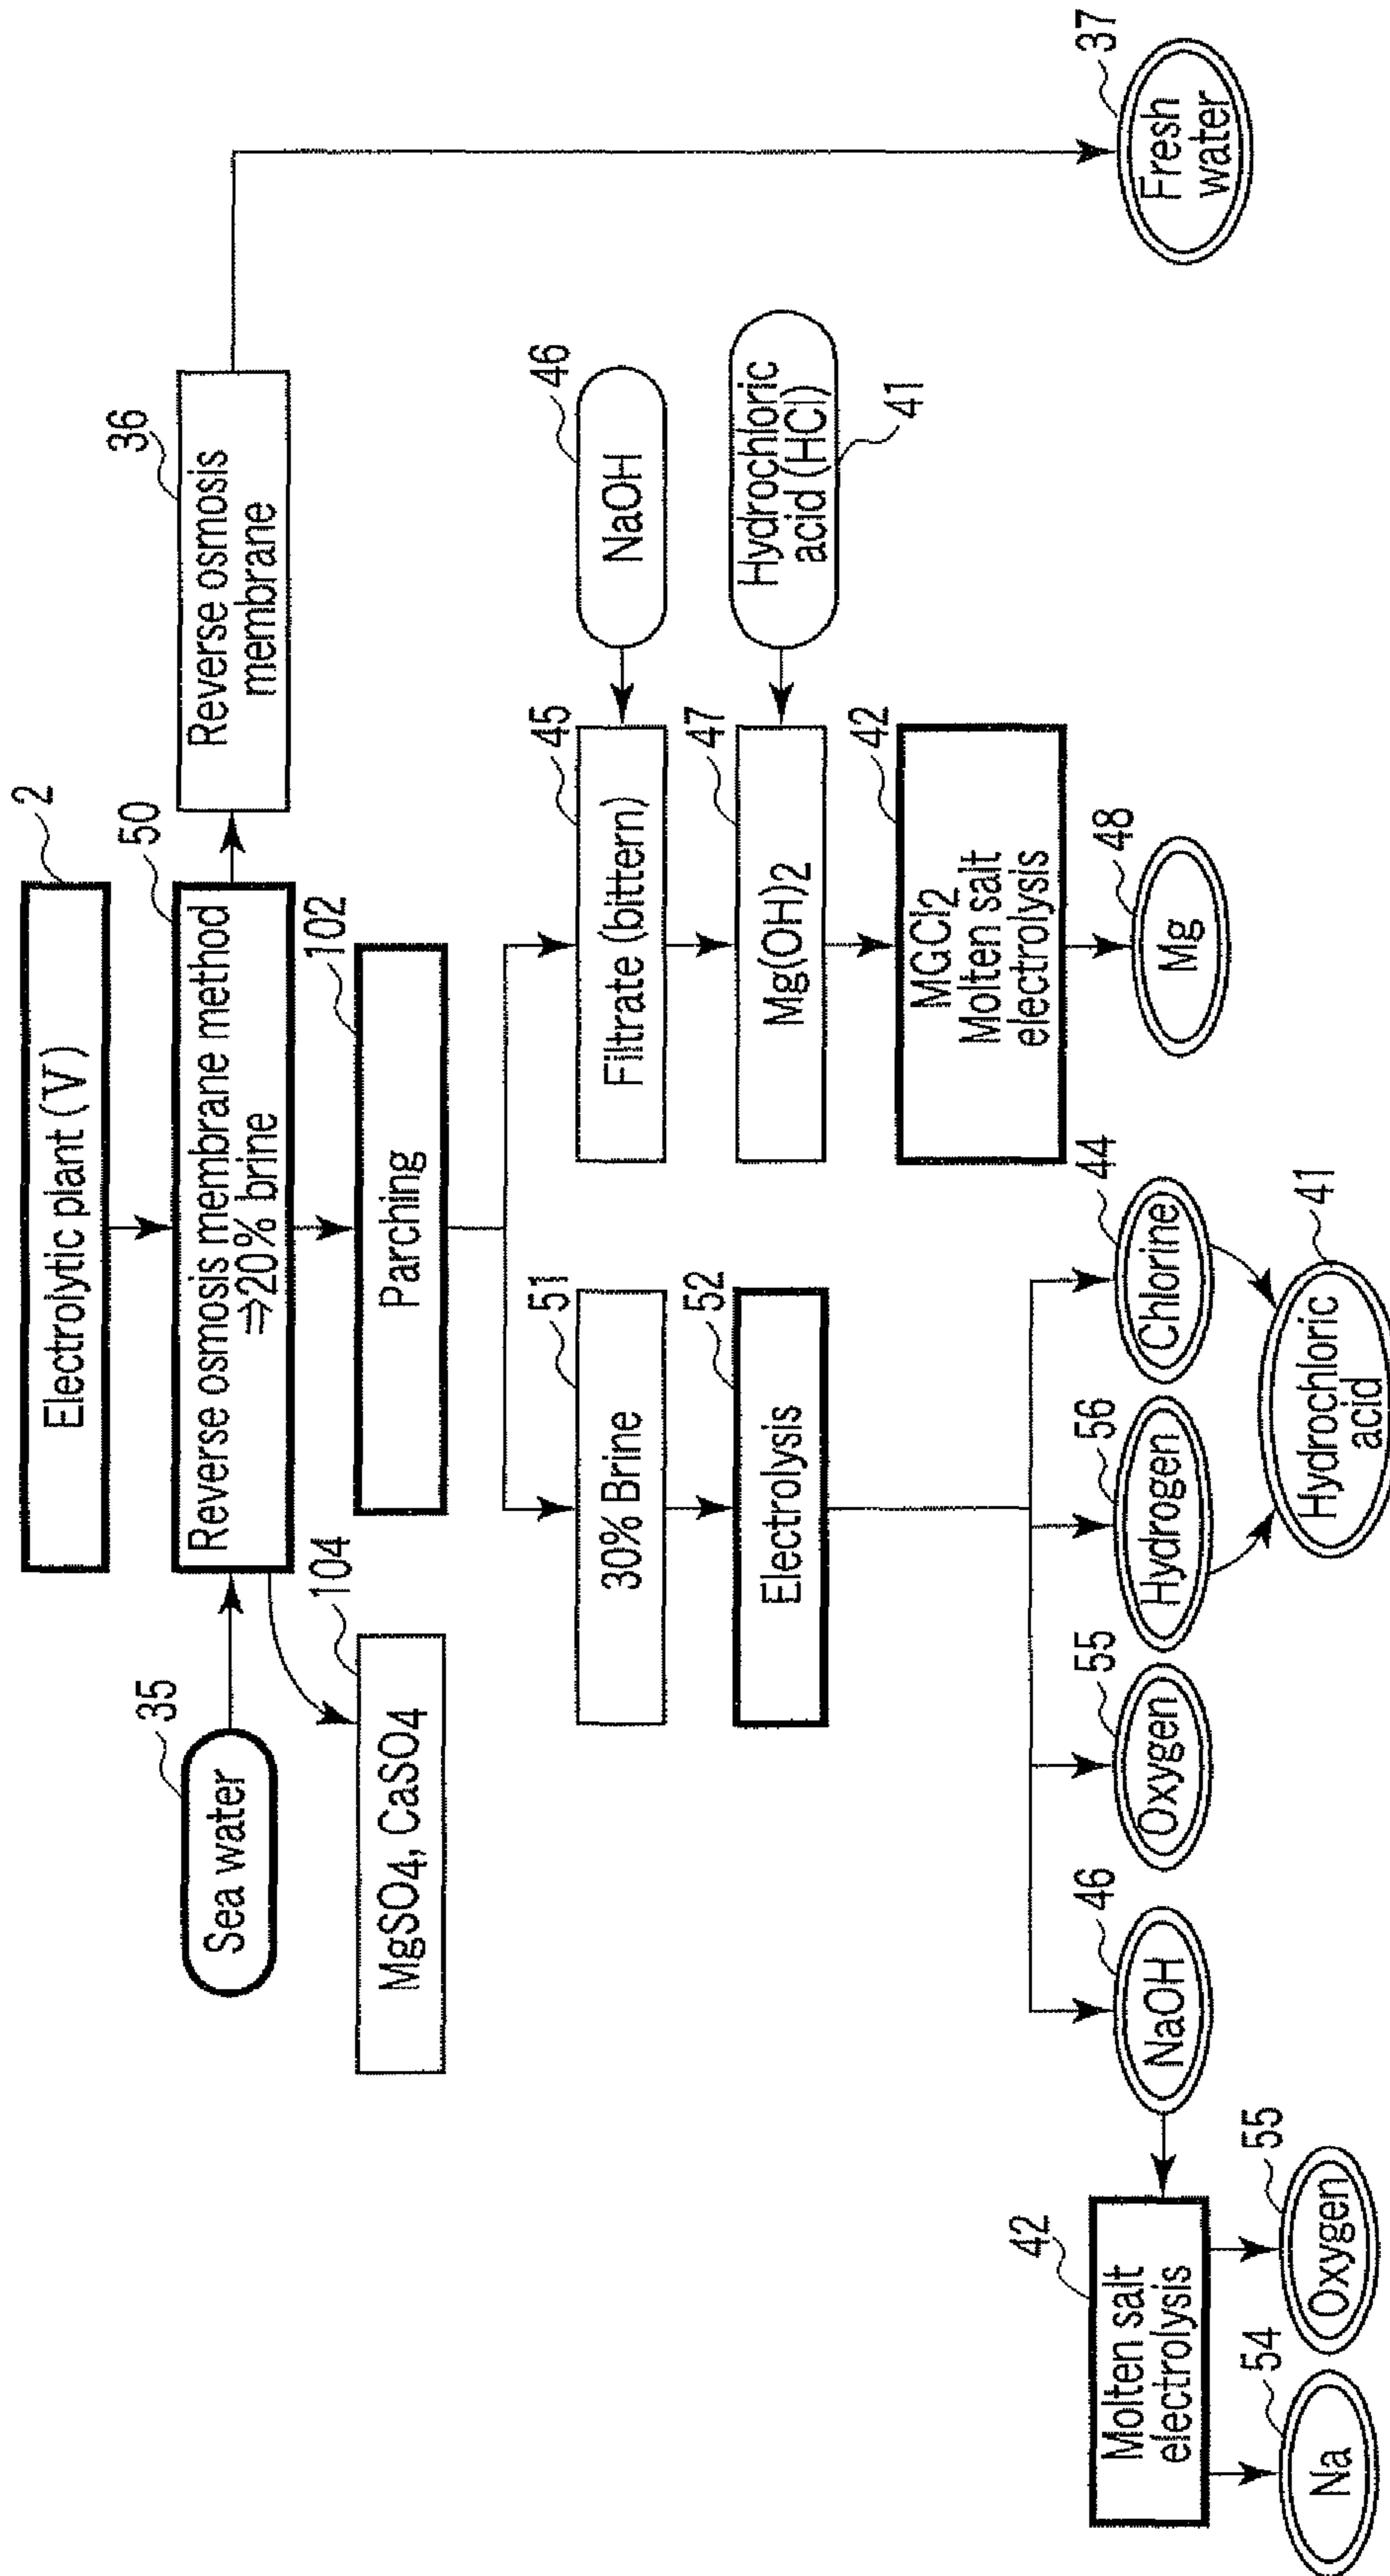 Electrolytic plant (V)
2
Sea water
35
Reverse osmosis membrane method
⇒20% brine
50
Reverse osmosis
membrane
36
MgSO4, CaSO4
104
Parching
102
30% Brine
51
Filtrate (bittern)
45
NaOH
46
Electrolysis
52
Mg(OH)2
47
Hydrochloric
acid (HCl)
41
MGCl2
Molten salt
electrolysis
42
Molten salt
electrolysis
42
NaOH
46
Oxygen
55
Hydrogen
56
Chlorine
44
Mg
48
Fresh
water
37
Na
54
Oxygen
55
Hydrochloric
acid
41